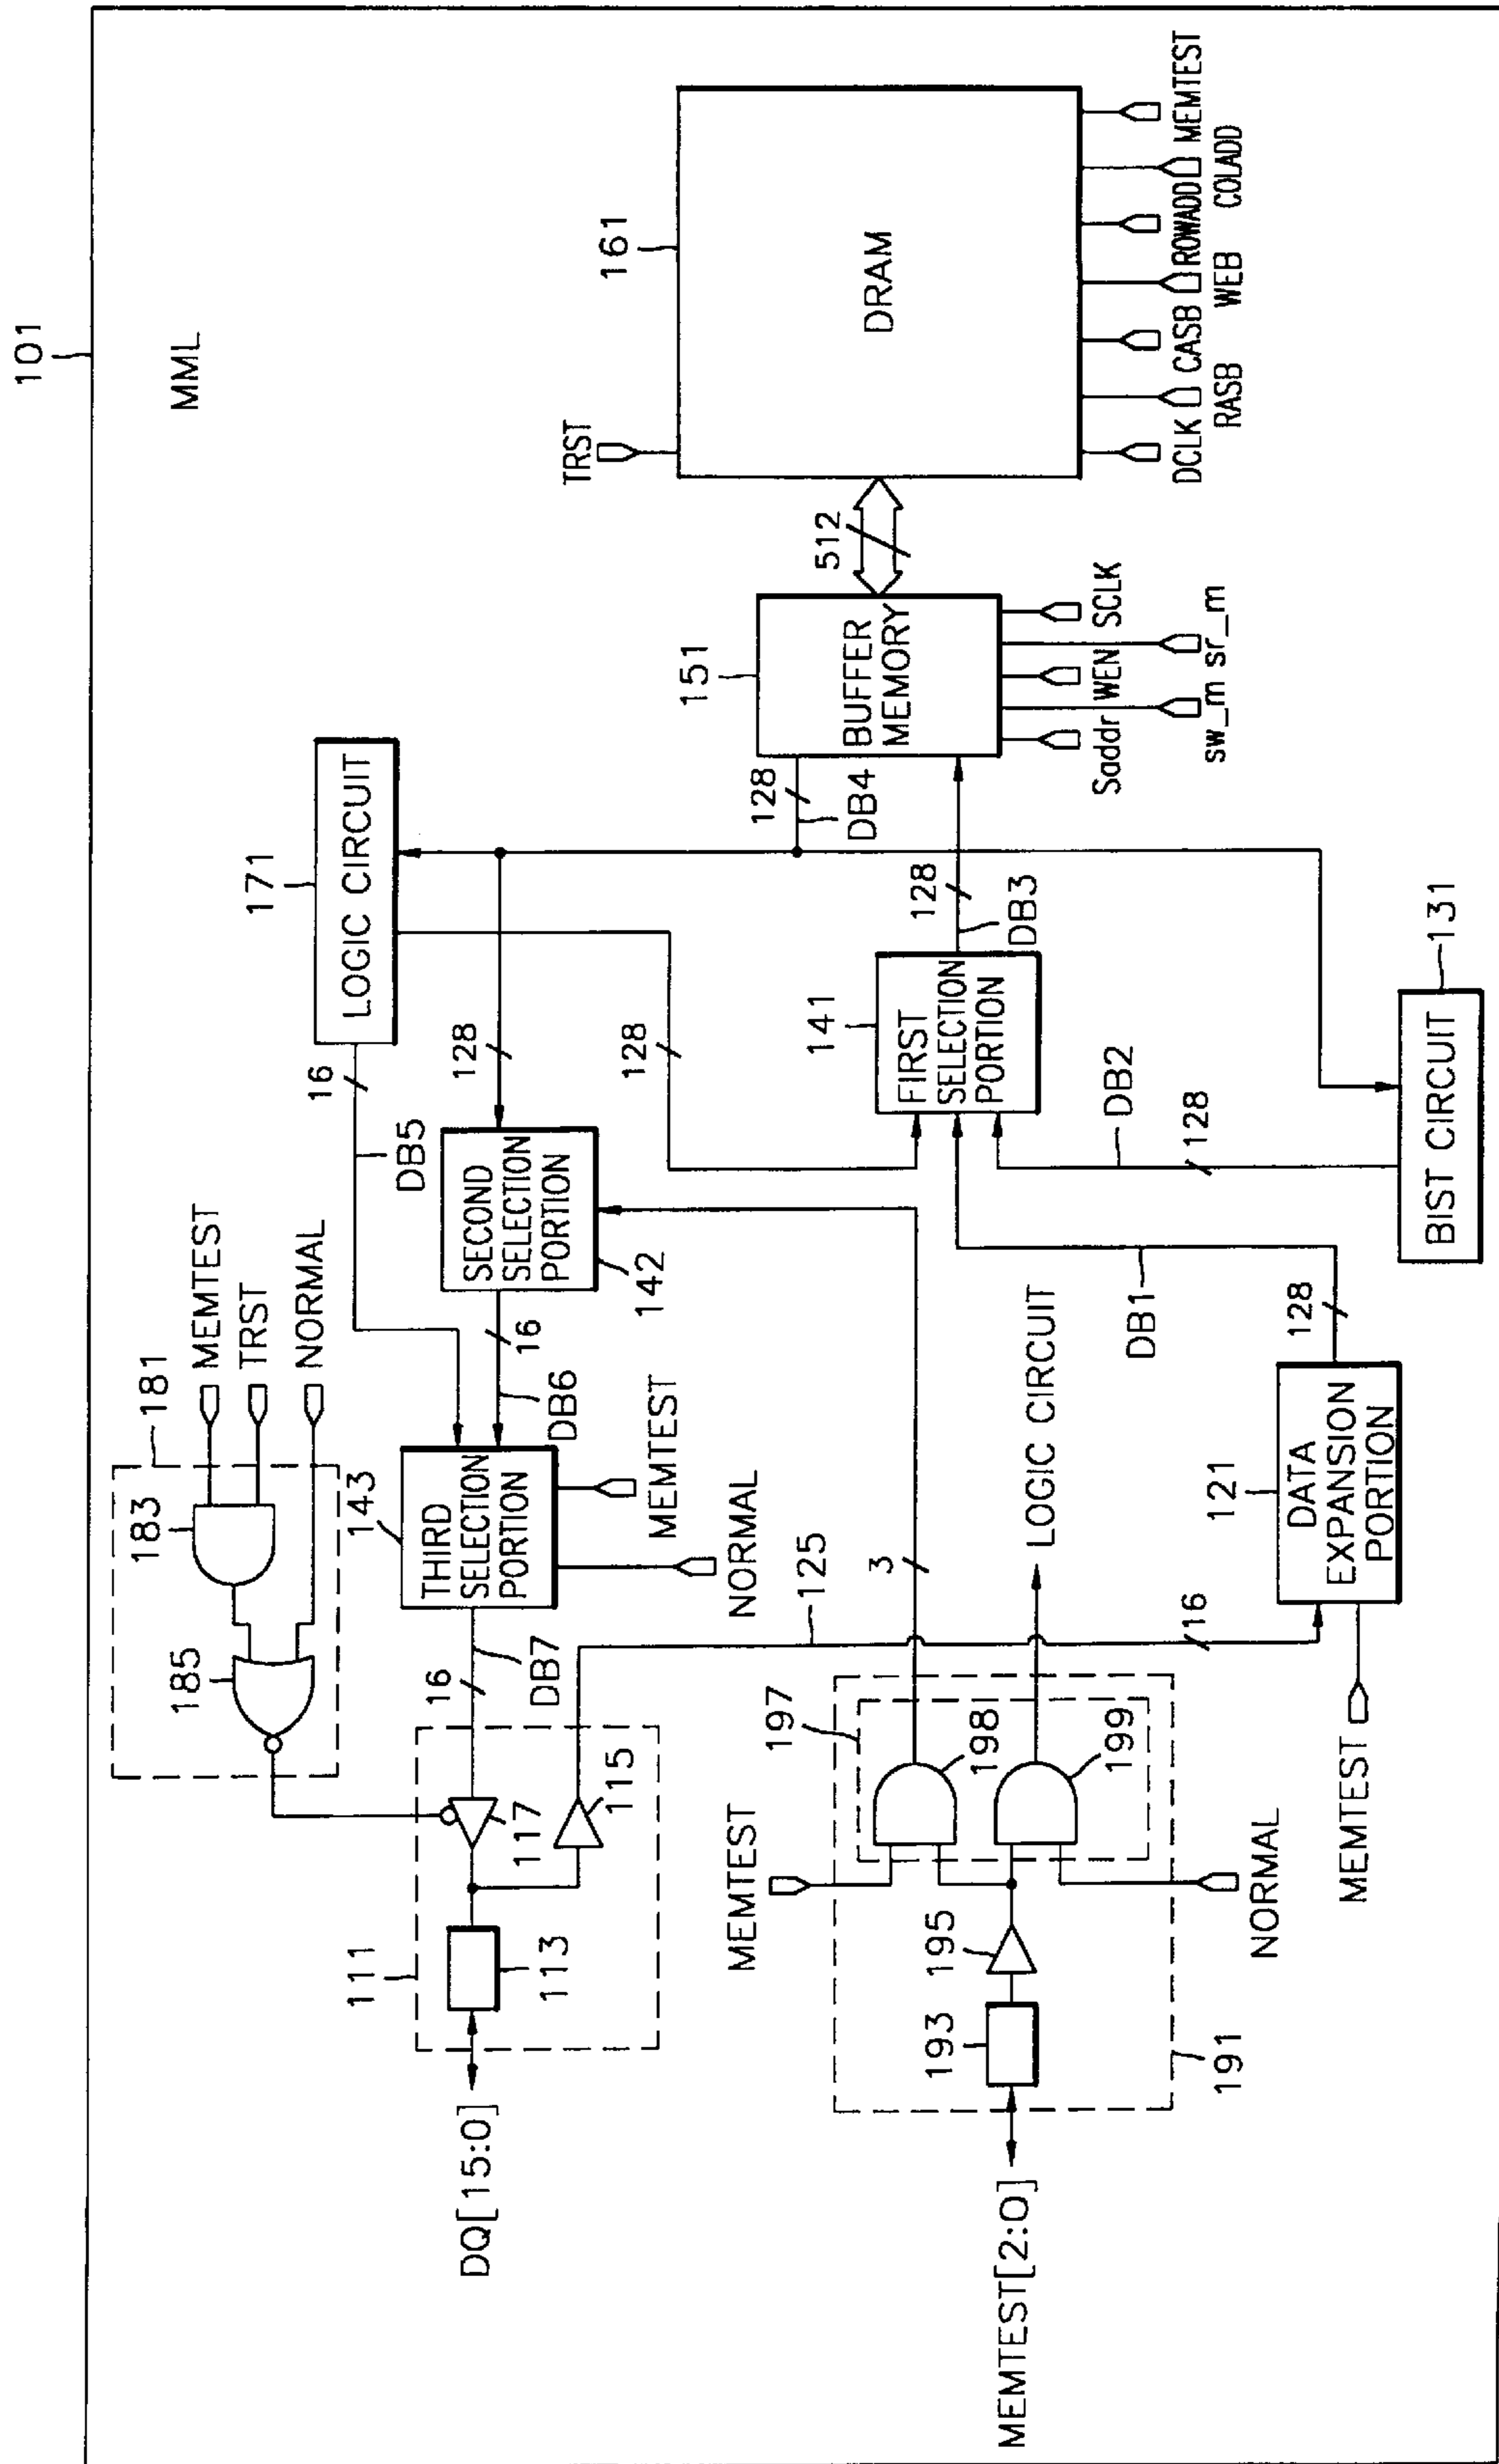 101
MML
TRST
161
DRAM
DCLK
RASB
CASB
WEB
ROWADD
COLADD
MEMTEST
512
151
BUFFER
MEMORY
Saddr
sw_m
WEN
sr_m
SCLK
128
DB4
171
LOGIC CIRCUIT
128
DB3
141
FIRST
SELECTION
PORTION
16
DB5
128
128
DB2
128
BIST CIRCUIT
131
MEMTEST
TRST
NORMAL
181
183
185
SECOND
SELECTION
PORTION
142
16
DB6
143
THIRD
SELECTION
PORTION
MEMTEST
NORMAL
DB1
128
LOGIC CIRCUIT
3
125
16
121
DATA
EXPANSION
PORTION
MEMTEST
16
DB7
111
113
117
115
DQ[15:0]
197
198
199
MEMTEST
NORMAL
195
193
191
MEMTEST[2:0]